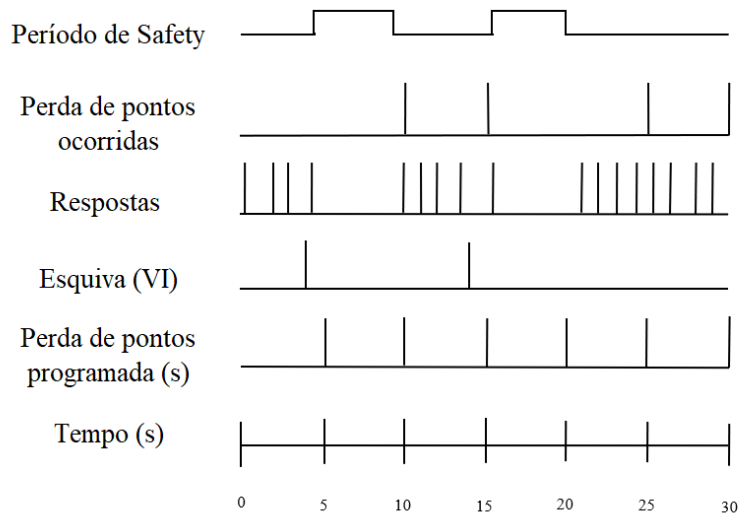 Período de Safety
Perda de pontos
ocorridas
Respostas
Esquiva (VI)
Perda de pontos
programada (s)
Tempo (s)
0 5 10 15 20 25 30